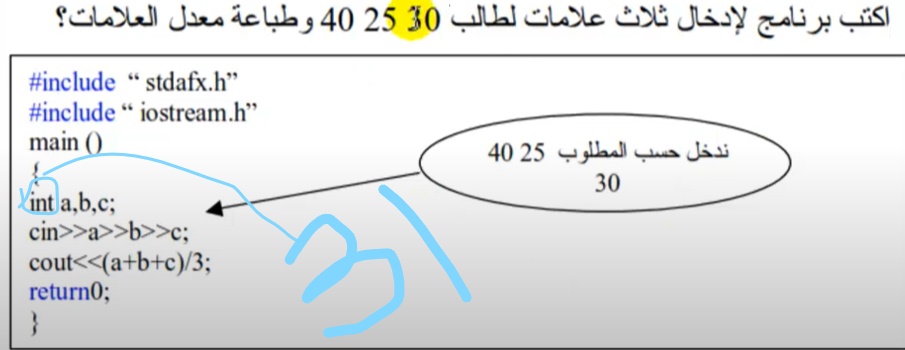 اكتب برنامج لإدخال ثلاث علامات لطالب 30 25 40 وطباعة معدل العلامات؟
#include “ stdafx.h”
#include “ iostream.h”
main ()
{
int a,b,c;
cin>>a>>b>>c;
cout<<(a+b+c)/3;
return0;
}
ندخل حسب المطلوب 25 40
30
31